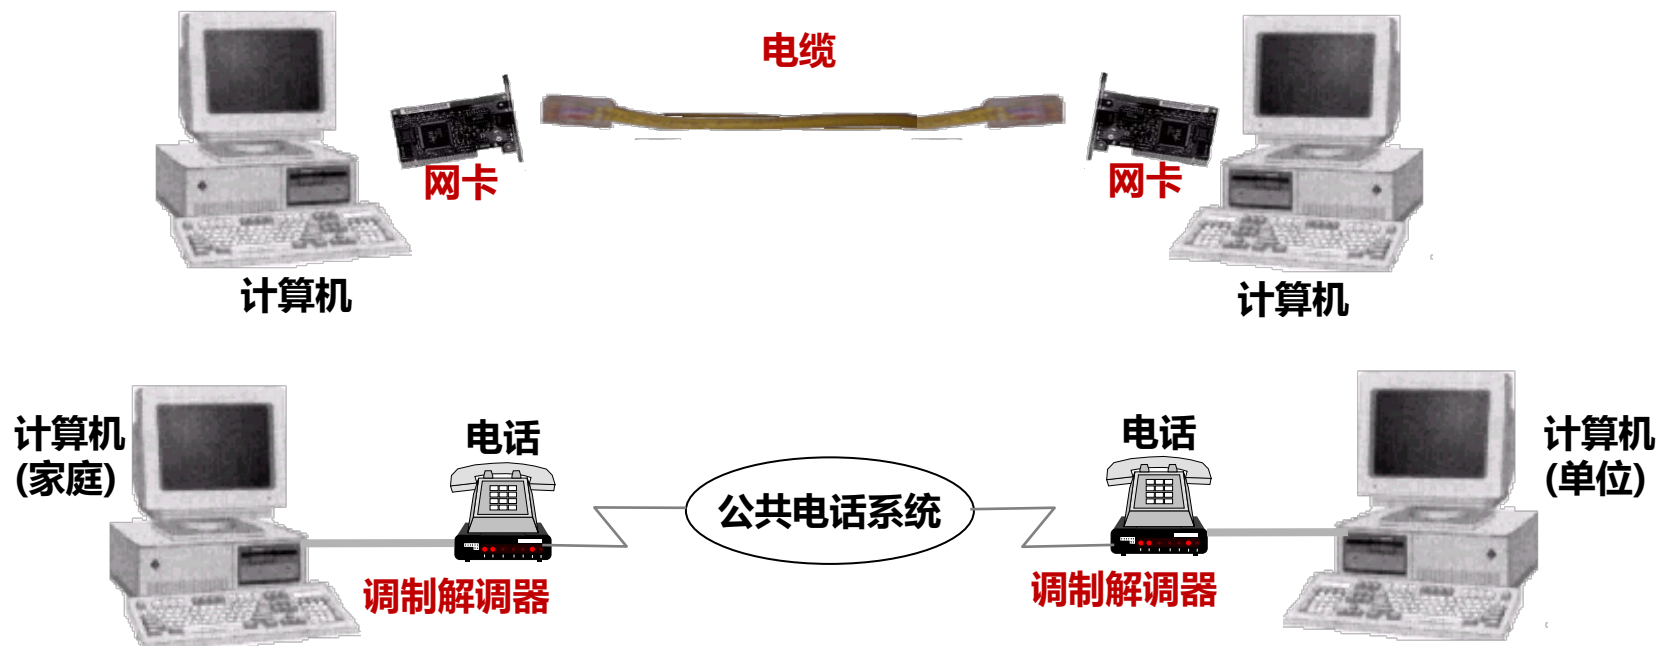 电缆
网卡
网卡
计算机
计算机
计算机
(家庭)
电话
公共电话系统
电话
计算机
(单位)
调制解调器
调制解调器